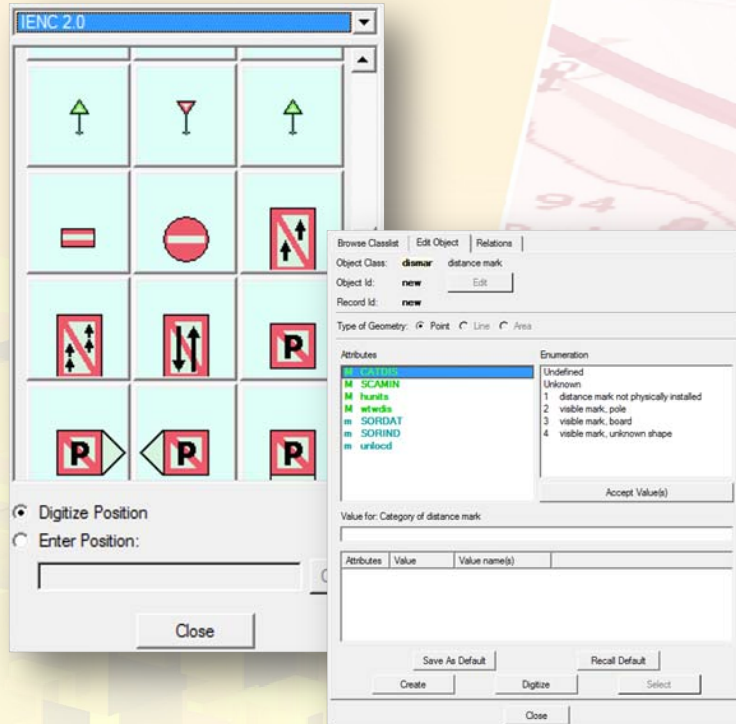 IENC 2.0
P
P
P
P
Digitize Position
Enter Position:
Close
94
Browse Classlist Edit Object Relations
Object Class: dismar distance mark
Object Id: new Edit
Record Id: new
Type of Geometry: Point Line Area
Attributes
M CATDIS
M SCAMIN
M hunits
M wtwdis
m SORDAT
m SORIND
m unlocd
Enumeration
Undefined
Unknown
1 distance mark not physically installed
2 visible mark, pole
3 visible mark, board
4 visible mark, unknown shape
Accept Value(s)
Value for: Category of distance mark
Attributes Value Value name(s)
Save As Default Recall Default
Create Digitize Select
Close